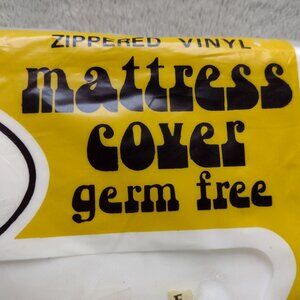 ZIPPERED VINYL
mattress
cover
germ free